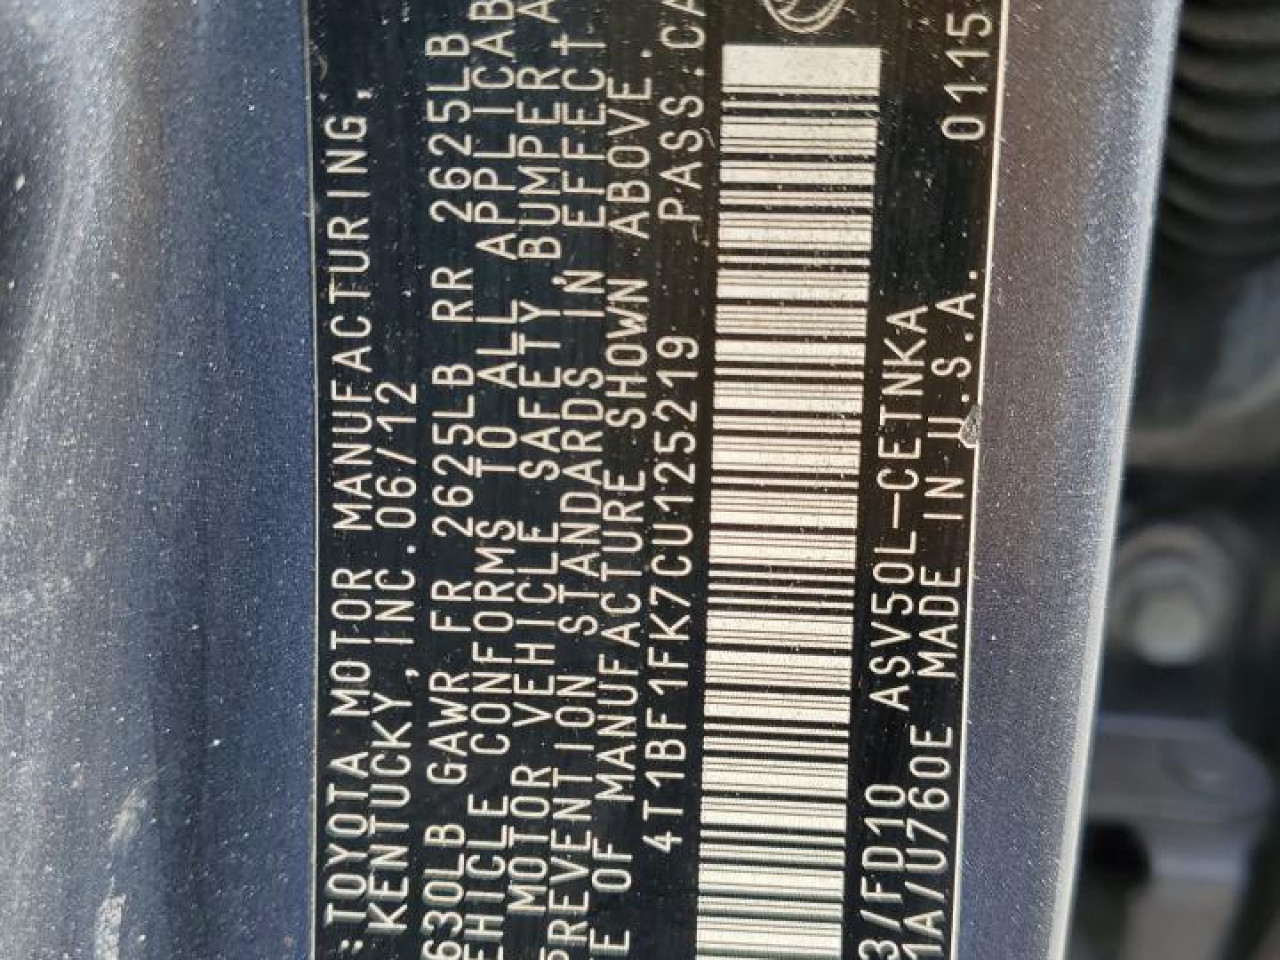 :TOYOTA MOTOR MANUFACTURING,
KENTUCKY, INC. 06/12
630LB GAWR FR 2625LB RR 2625LB
EHICLE CONFORMS TO ALL APPLICAB
MOTOR VEHICLE SAFETY, BUMPER A
PREVENTION STANDARDS IN EFFECT
TE OF MANUFACTURE SHOWN ABOVE.
4T1BF1FK7CU125219 PASS.CA
3/FD10 ASV50L-CETNKA
1A/U760E MADE IN U.S.A. 0115